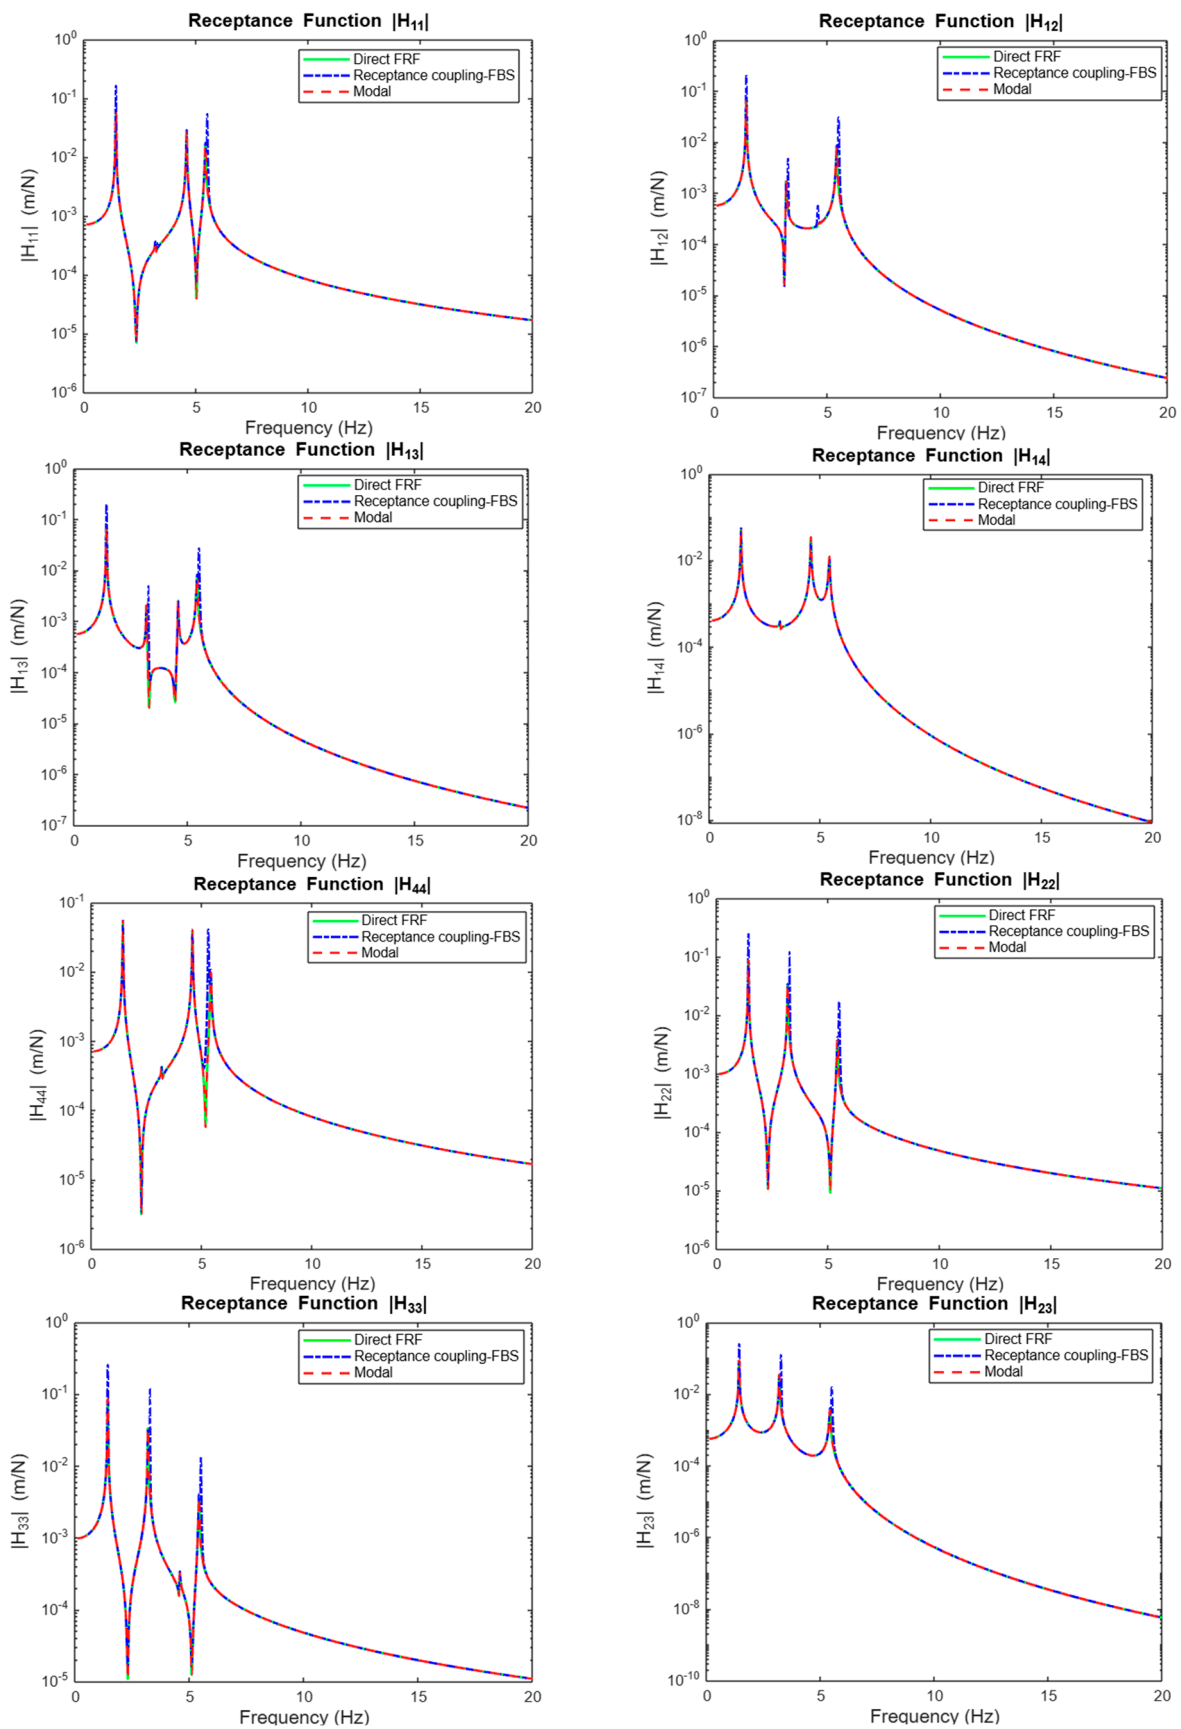 Receptance Function |H11|
10^0
10^-1
10^-2
10^-3
10^-4
10^-5
10^-6
|H11| (m/N)
Direct FRF
Receptance coupling-FBS
Modal
0 5 10 15 20
Frequency (Hz)
Receptance Function |H12|
10^0
10^-1
10^-2
10^-3
10^-4
10^-5
10^-6
10^-7
|H12| (m/N)
Direct FRF
Receptance coupling-FBS
Modal
0 5 10 15 20
Frequency (Hz)
Receptance Function |H13|
10^0
10^-1
10^-2
10^-3
10^-4
10^-5
10^-6
10^-7
|H13| (m/N)
Direct FRF
Receptance coupling-FBS
Modal
0 5 10 15 20
Frequency (Hz)
Receptance Function |H14|
10^0
10^-2
10^-4
10^-6
10^-8
|H14| (m/N)
Direct FRF
Receptance coupling-FBS
Modal
0 5 10 15 20
Frequency (Hz)
Receptance Function |H44|
10^-1
10^-2
10^-3
10^-4
10^-5
10^-6
|H44| (m/N)
Direct FRF
Receptance coupling-FBS
Modal
0 5 10 15 20
Frequency (Hz)
Receptance Function |H22|
10^0
10^-1
10^-2
10^-3
10^-4
10^-5
10^-6
|H22| (m/N)
Direct FRF
Receptance coupling-FBS
Modal
0 5 10 15 20
Frequency (Hz)
Receptance Function |H33|
10^0
10^-1
10^-2
10^-3
10^-4
10^-5
|H33| (m/N)
Direct FRF
Receptance coupling-FBS
Modal
0 5 10 15 20
Frequency (Hz)
Receptance Function |H23|
10^0
10^-2
10^-4
10^-6
10^-8
10^-10
|H23| (m/N)
Direct FRF
Receptance coupling-FBS
Modal
0 5 10 15 20
Frequency (Hz)